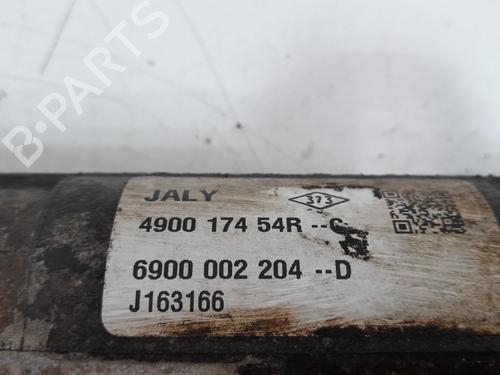 B-PARTS
JALY 373
4900 174 54R --C
6900 002 204 --D
J163166